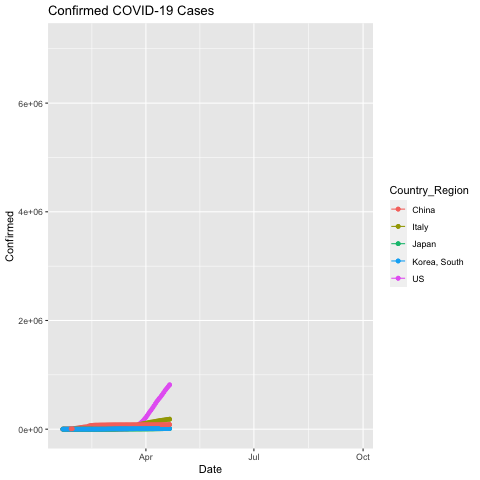 Confirmed COVID-19 Cases
6e+06
4e+06
2e+06
0e+00
Confirmed
Apr
Jul
Oct
Date
Country_Region
China
Italy
Japan
Korea, South
US